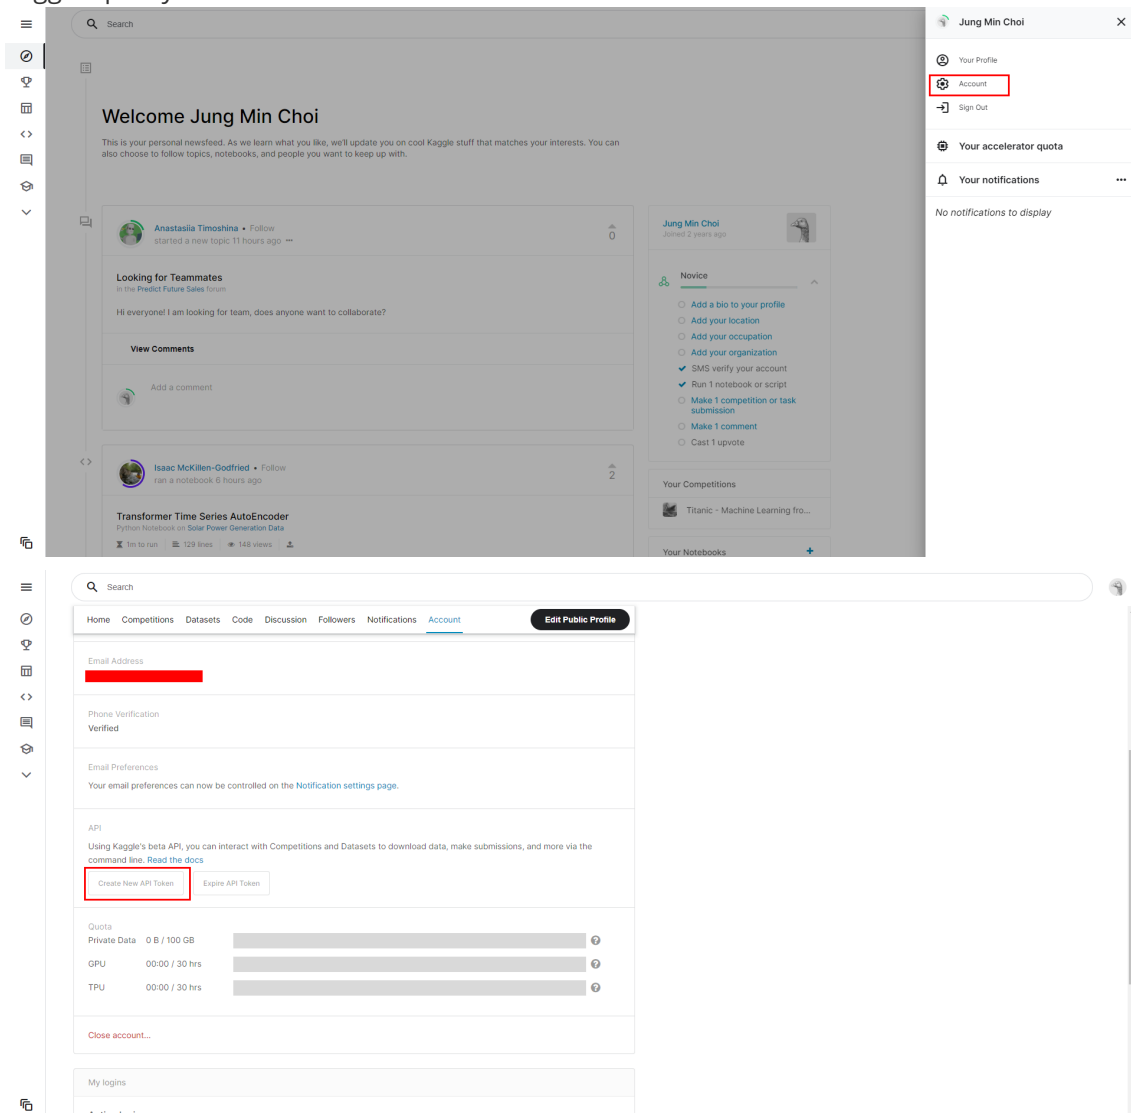 Search
Jung Min Choi
Your Profile
Account
Sign Out
Your accelerator quota
Your notifications
No notifications to display
Welcome Jung Min Choi
This is your personal newsfeed. As we learn what you like, we'll update you on cool Kaggle stuff that matches your interests. You can
also choose to follow topics, notebooks, and people you want to keep up with.
Anastasiia Timoshina • Follow
started a new topic 11 hours ago
0
Looking for Teammates
in the Predict Future Sales forum
Hi everyone! I am looking for team, does anyone want to collaborate?
View Comments
Add a comment
Isaac McKillen-Godfried • Follow
ran a notebook 6 hours ago
2
Transformer Time Series AutoEncoder
Python Notebook on Solar Power Generation Data
1m to run
129 lines
148 views
Jung Min Choi
Joined 2 years ago
Novice
Add a bio to your profile
Add your location
Add your occupation
Add your organization
SMS verify your account
Run 1 notebook or script
Make 1 competition or task
submission
Make 1 comment
Cast 1 upvote
Your Competitions
Titanic - Machine Learning fro...
Your Notebooks
Search
Home Competitions Datasets Code Discussion Followers Notifications Account Edit Public Profile
Email Address
Phone Verification
Verified
Email Preferences
Your email preferences can now be controlled on the Notification settings page.
API
Using Kaggle's beta API, you can interact with Competitions and Datasets to download data, make submissions, and more via the
command line. Read the docs
Create New API Token Expire API Token
Quota
Private Data 0 B / 100 GB
GPU 00:00 / 30 hrs
TPU 00:00 / 30 hrs
Close account...
My logins